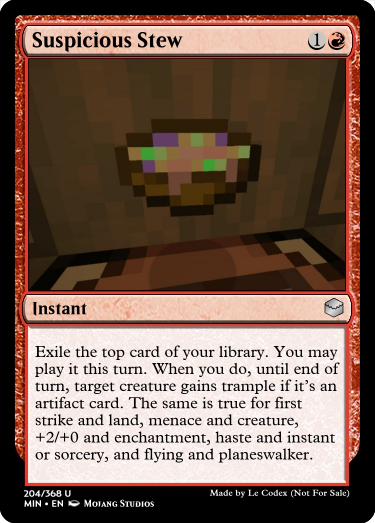 Suspicious Stew 1
Instant
Exile the top card of your library. You may
play it this turn. When you do, until end of
turn, target creature gains trample if it's an
artifact card. The same is true for first
strike and land, menace and creature,
+2/+0 and enchantment, haste and instant
or sorcery, and flying and planeswalker.
204/368 U
MIN • EN Mojang Studios
Made by Le Codex (Not For Sale)